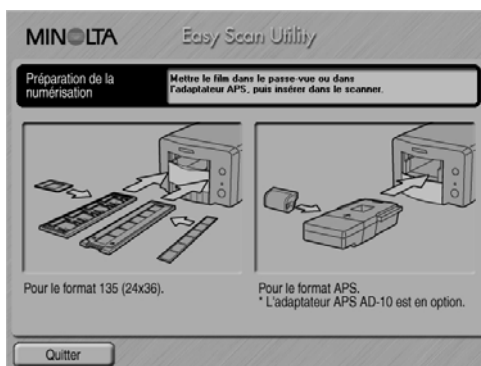 MINOLTA
Easy Scan Utility
Préparation de la
numérisation
Mettre le film dans le passe-vue ou dans
l'adaptateur APS, puis insérer dans le scanner.
Pour le format 135 (24x36).
Pour le format APS.
* L'adaptateur APS AD-10 est en option.
Quitter